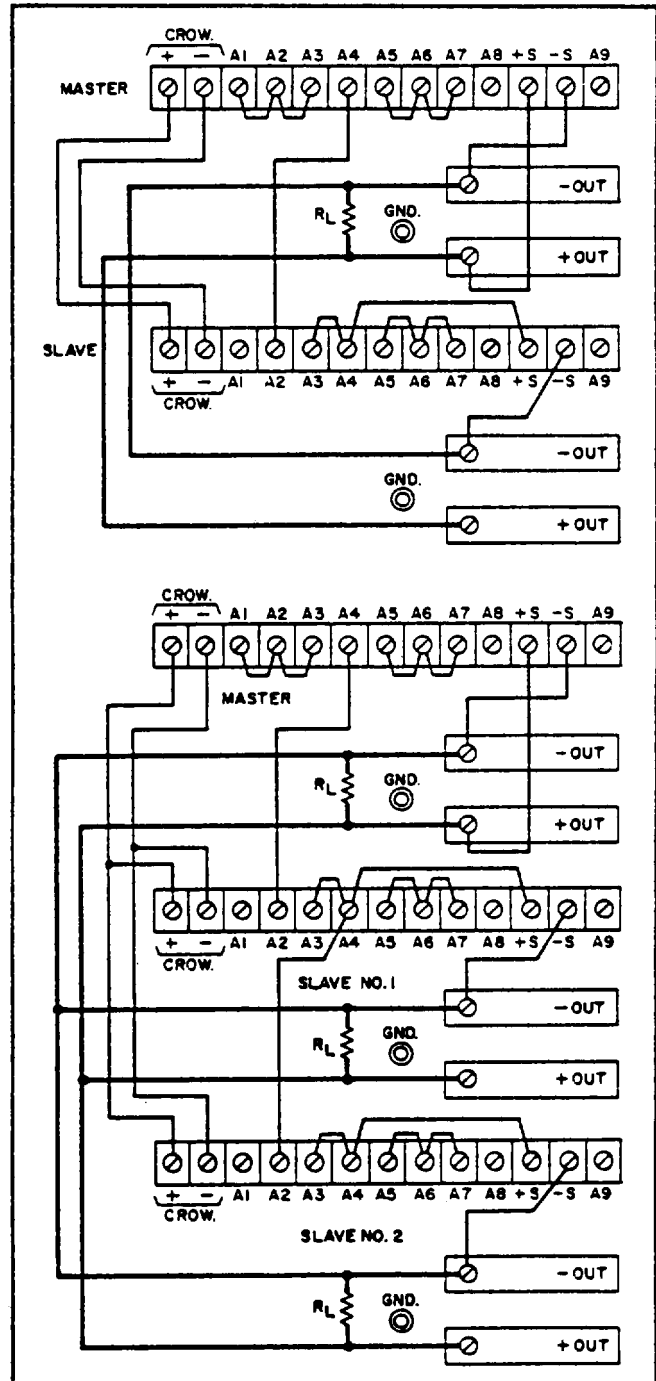 CROW.
+ - A1 A2 A3 A4 A5 A6 A7 A8 +S -S A9
MASTER
-OUT
RL GND.
+OUT
SLAVE
+ - A1 A2 A3 A4 A5 A6 A7 A8 +S -S A9
CROW.
-OUT
GND.
+OUT
CROW.
+ - A1 A2 A3 A4 A5 A6 A7 A8 +S -S A9
MASTER
-OUT
RL GND.
+OUT
+ - A1 A2 A3 A4 A5 A6 A7 A8 +S -S A9
CROW.
SLAVE NO. 1
-OUT
RL GND.
+OUT
+ - A1 A2 A3 A4 A5 A6 A7 A8 +S -S A9
CROW.
SLAVE NO. 2
-OUT
RL GND.
+OUT